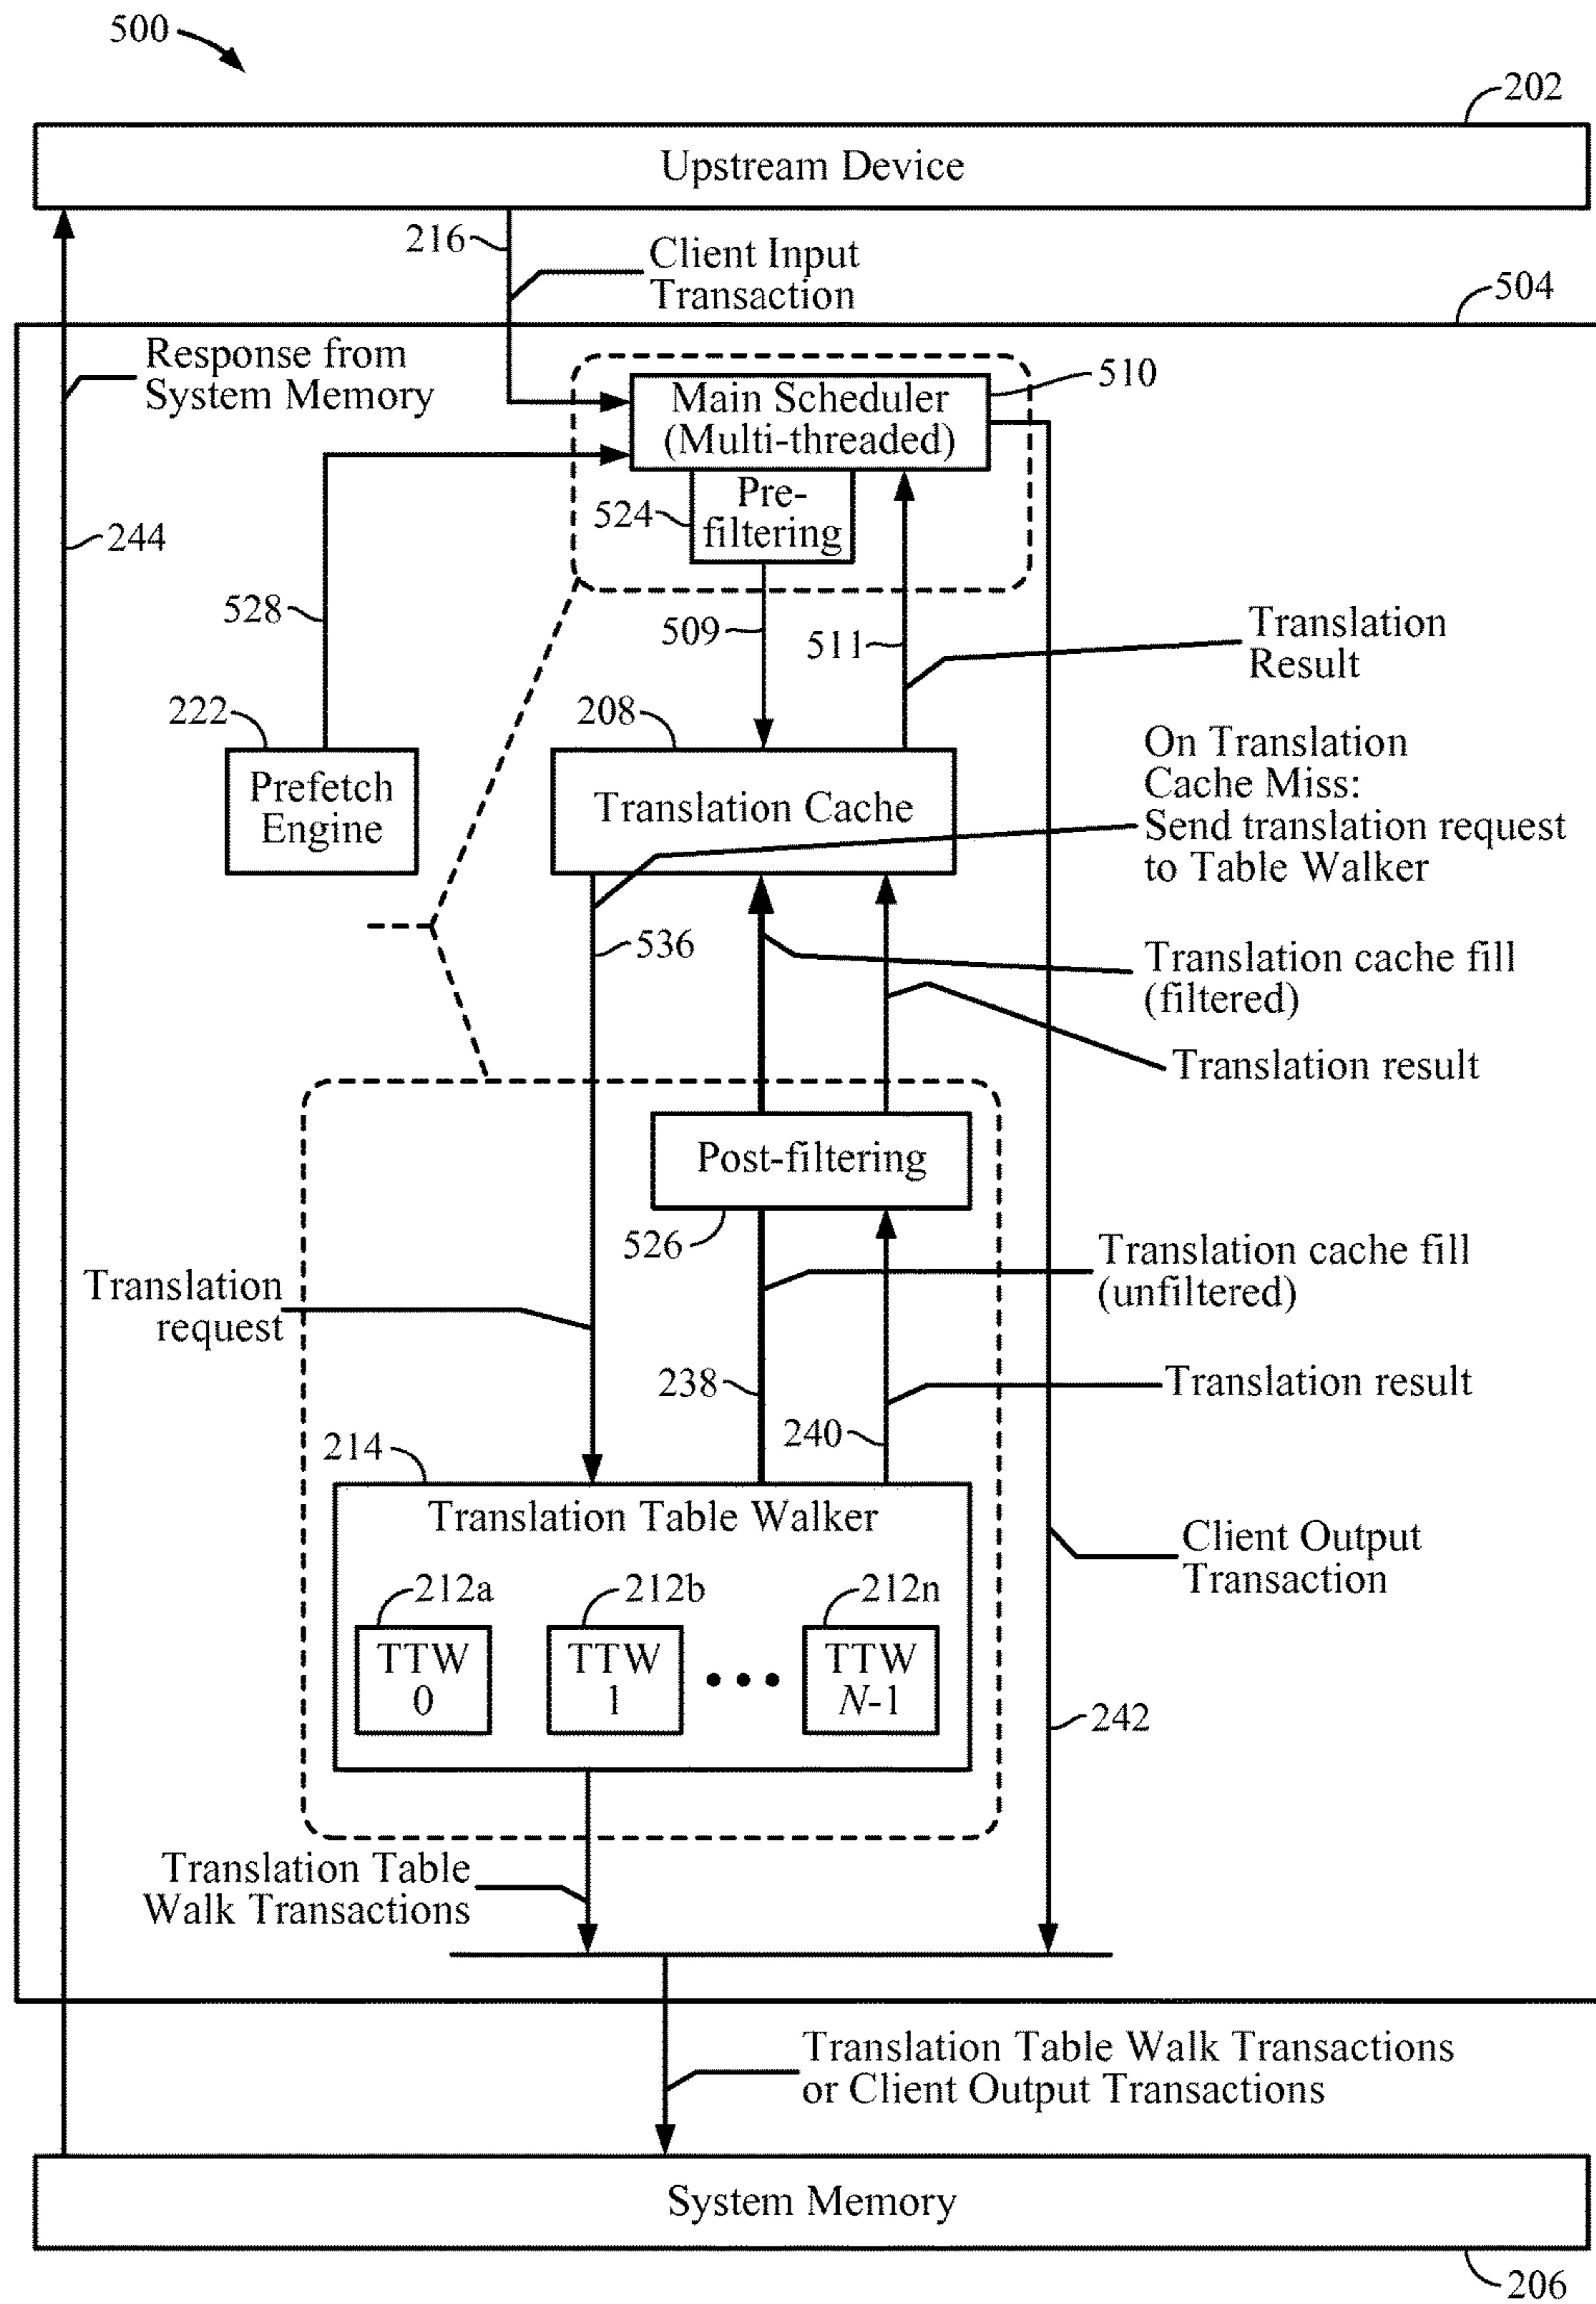 500
202
Upstream Device
216
Client Input
Transaction
504
Response from
System Memory
510
Main Scheduler
(Multi-threaded)
Pre-
filtering
524
244
528
509
511
Translation
Result
222
208
Prefetch
Engine
Translation Cache
On Translation
Cache Miss:
Send translation request
to Table Walker
536
Translation cache fill
(filtered)
Translation result
Post-filtering
526
Translation cache fill
(unfiltered)
Translation
request
238
Translation result
240
214
Translation Table Walker
212a
212b
212n
TTW
0
TTW
1
•••
TTW
N-1
Client Output
Transaction
242
Translation Table
Walk Transactions
Translation Table Walk Transactions
or Client Output Transactions
System Memory
206